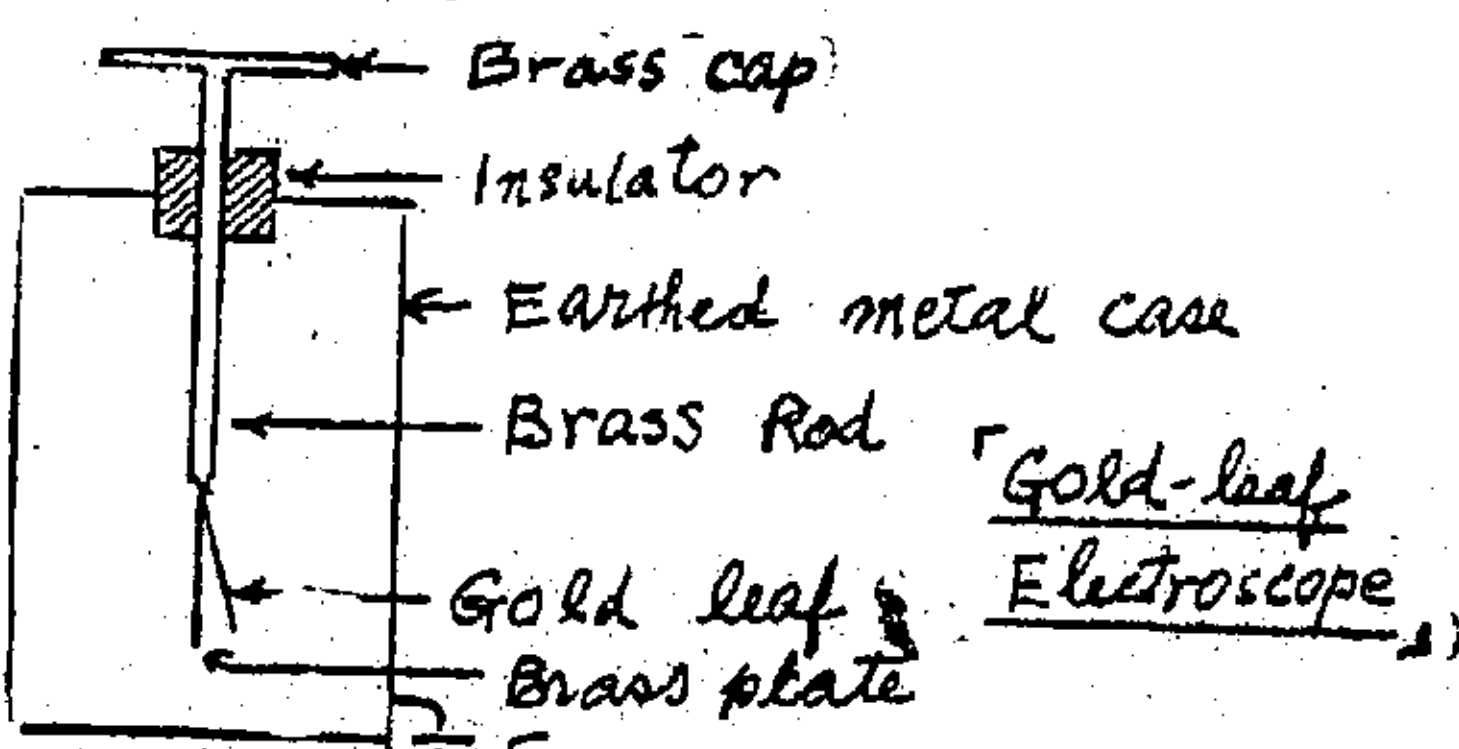 Brass cap
Insulator
Earthed metal case
Brass Rod
Gold-leaf
Electroscope
Gold leaf
Brass plate